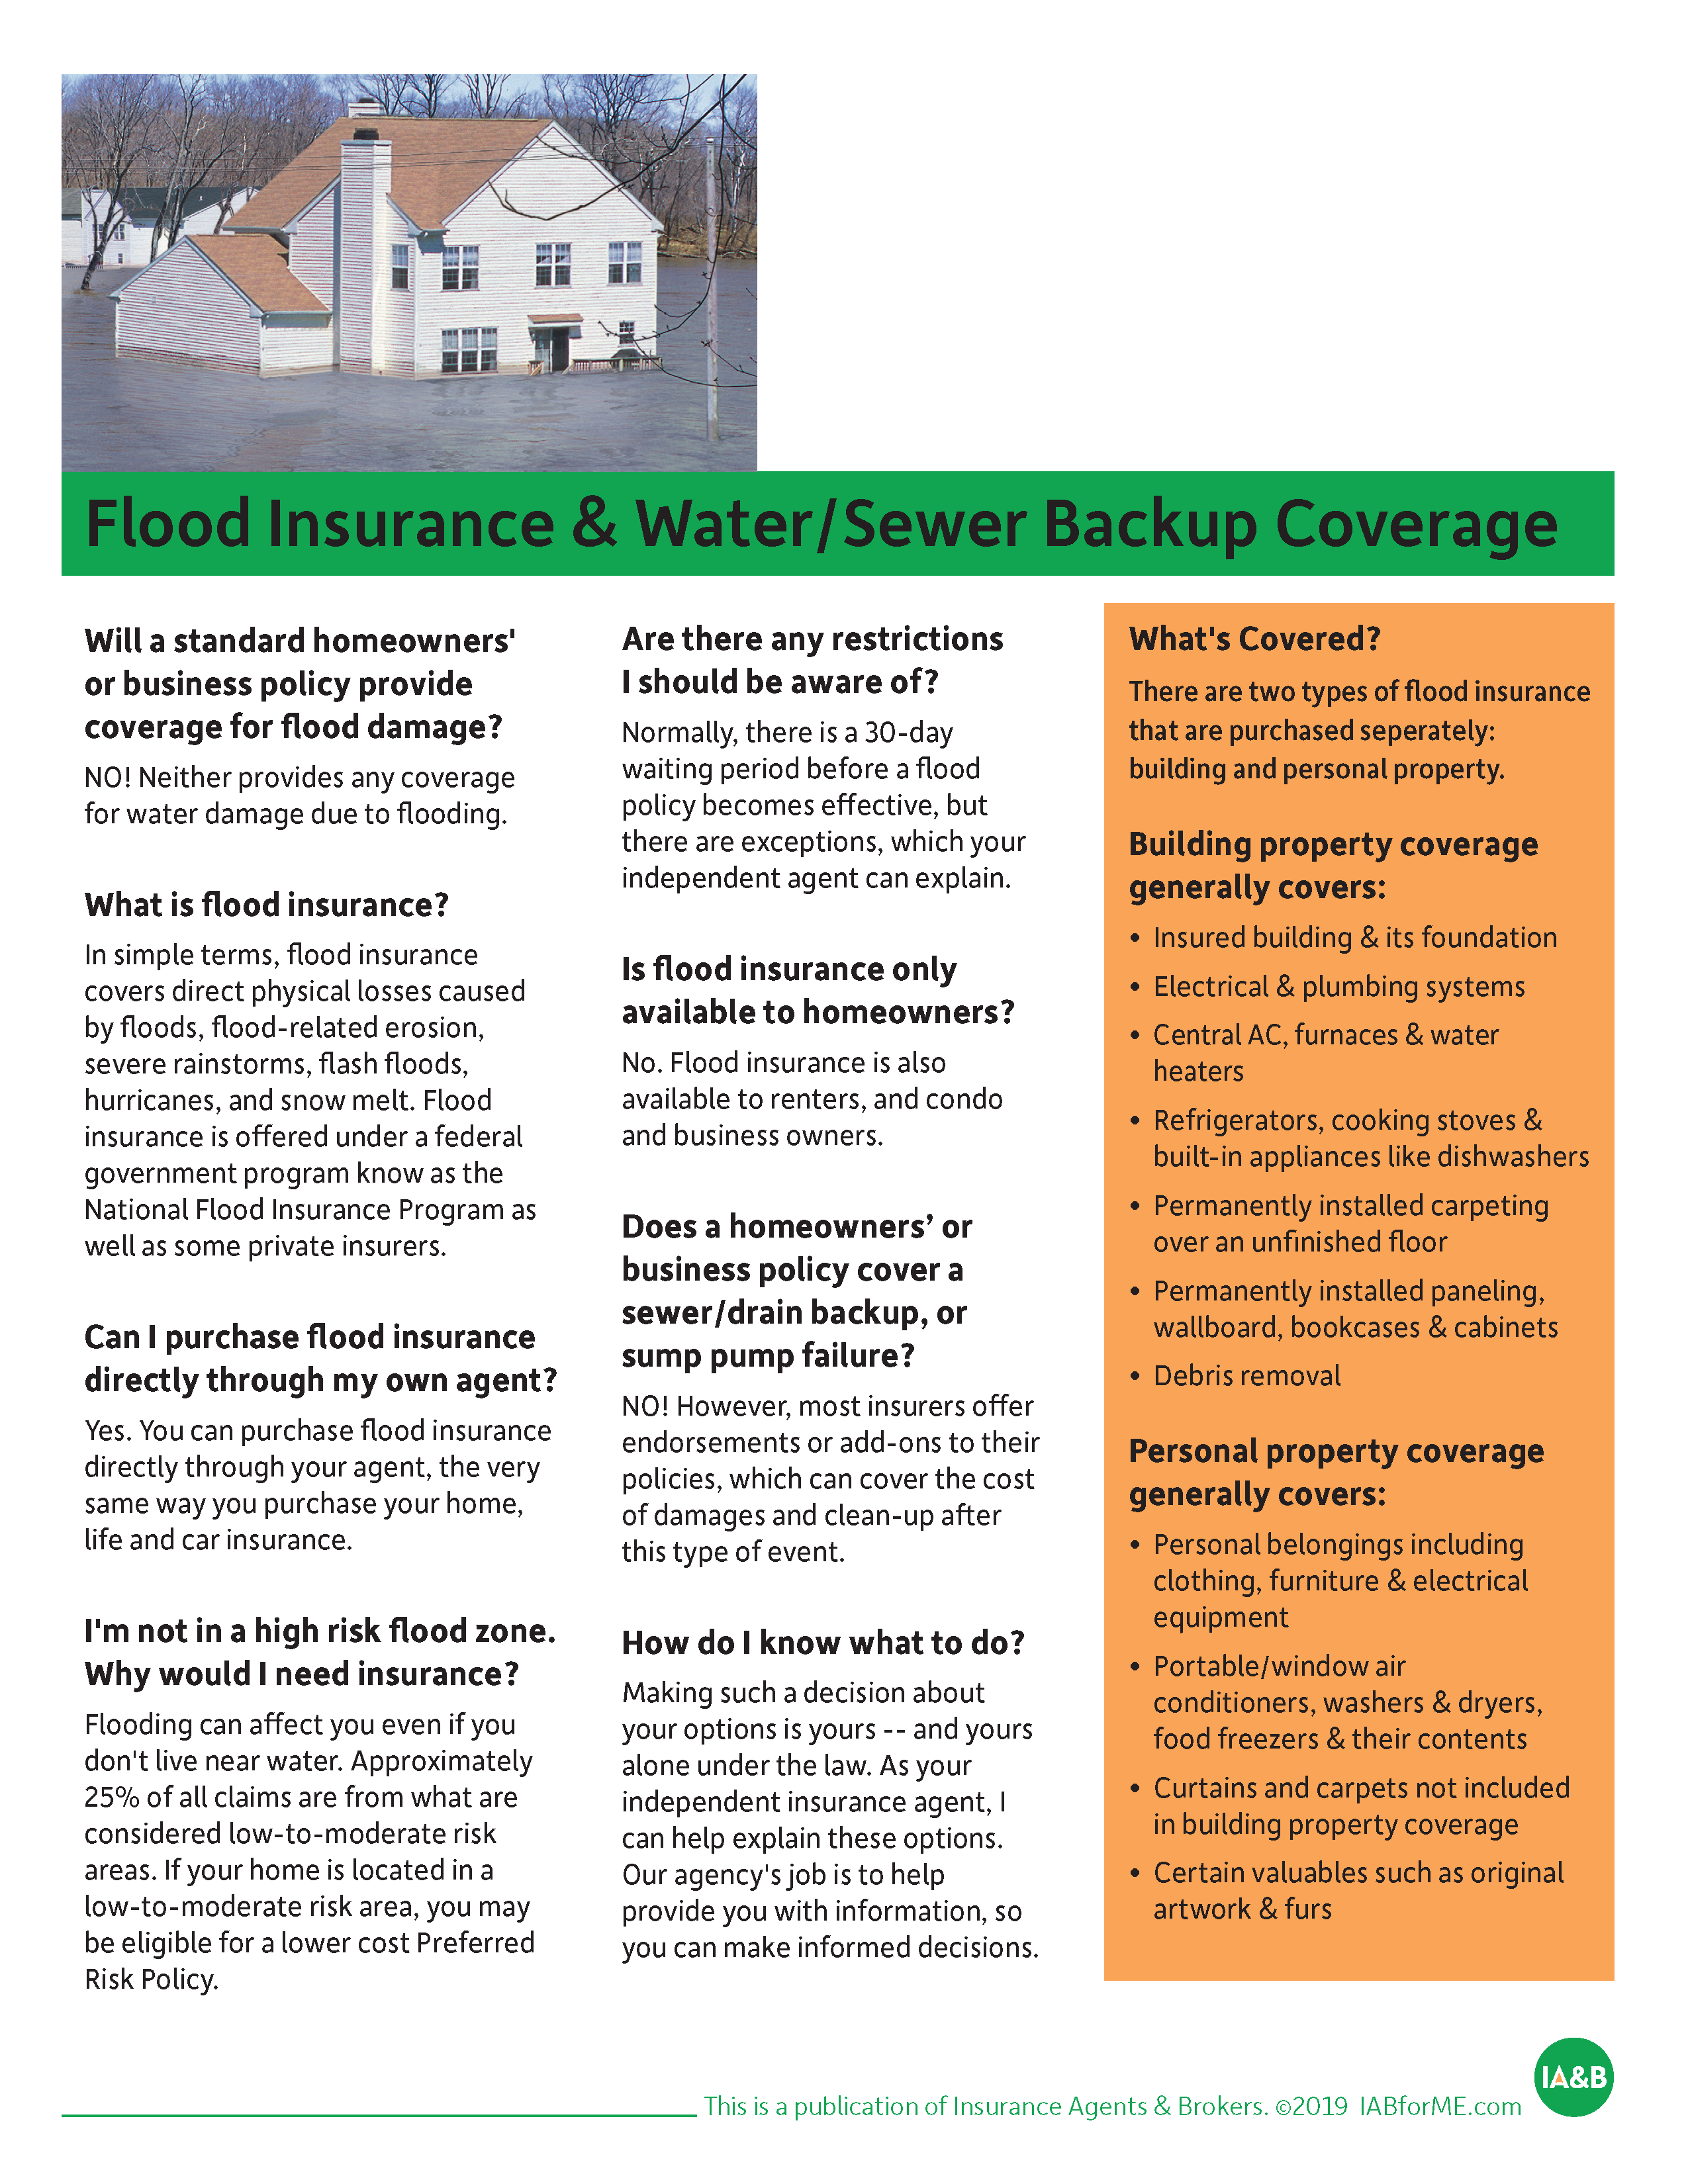 Flood Insurance & Water/Sewer Backup Coverage
Will a standard homeowners'
or business policy provide
coverage for flood damage?
NO! Neither provides any coverage
for water damage due to flooding.
What is flood insurance?
In simple terms, flood insurance
covers direct physical losses caused
by floods, flood-related erosion,
severe rainstorms, flash floods,
hurricanes, and snow melt. Flood
insurance is offered under a federal
government program know as the
National Flood Insurance Program as
well as some private insurers.
Can I purchase flood insurance
directly through my own agent?
Yes. You can purchase flood insurance
directly through your agent, the very
same way you purchase your home,
life and car insurance.
I'm not in a high risk flood zone.
Why would I need insurance?
Flooding can affect you even if you
don't live near water. Approximately
25% of all claims are from what are
considered low-to-moderate risk
areas. If your home is located in a
low-to-moderate risk area, you may
be eligible for a lower cost Preferred
Risk Policy.
Are there any restrictions
I should be aware of?
Normally, there is a 30-day
waiting period before a flood
policy becomes effective, but
there are exceptions, which your
independent agent can explain.
Is flood insurance only
available to homeowners?
No. Flood insurance is also
available to renters, and condo
and business owners.
Does a homeowners’ or
business policy cover a
sewer/drain backup, or
sump pump failure?
NO! However, most insurers offer
endorsements or add-ons to their
policies, which can cover the cost
of damages and clean-up after
this type of event.
How do I know what to do?
Making such a decision about
your options is yours -- and yours
alone under the law. As your
independent insurance agent, I
can help explain these options.
Our agency's job is to help
provide you with information, so
you can make informed decisions.
What's Covered?
There are two types of flood insurance
that are purchased seperately:
building and personal property.
Building property coverage
generally covers:
• Insured building & its foundation
• Electrical & plumbing systems
• Central AC, furnaces & water
heaters
• Refrigerators, cooking stoves &
built-in appliances like dishwashers
• Permanently installed carpeting
over an unfinished floor
• Permanently installed paneling,
wallboard, bookcases & cabinets
• Debris removal
Personal property coverage
generally covers:
• Personal belongings including
clothing, furniture & electrical
equipment
• Portable/window air
conditioners, washers & dryers,
food freezers & their contents
• Curtains and carpets not included
in building property coverage
• Certain valuables such as original
artwork & furs
This is a publication of Insurance Agents & Brokers. ©2019 IABforME.com
IA&B